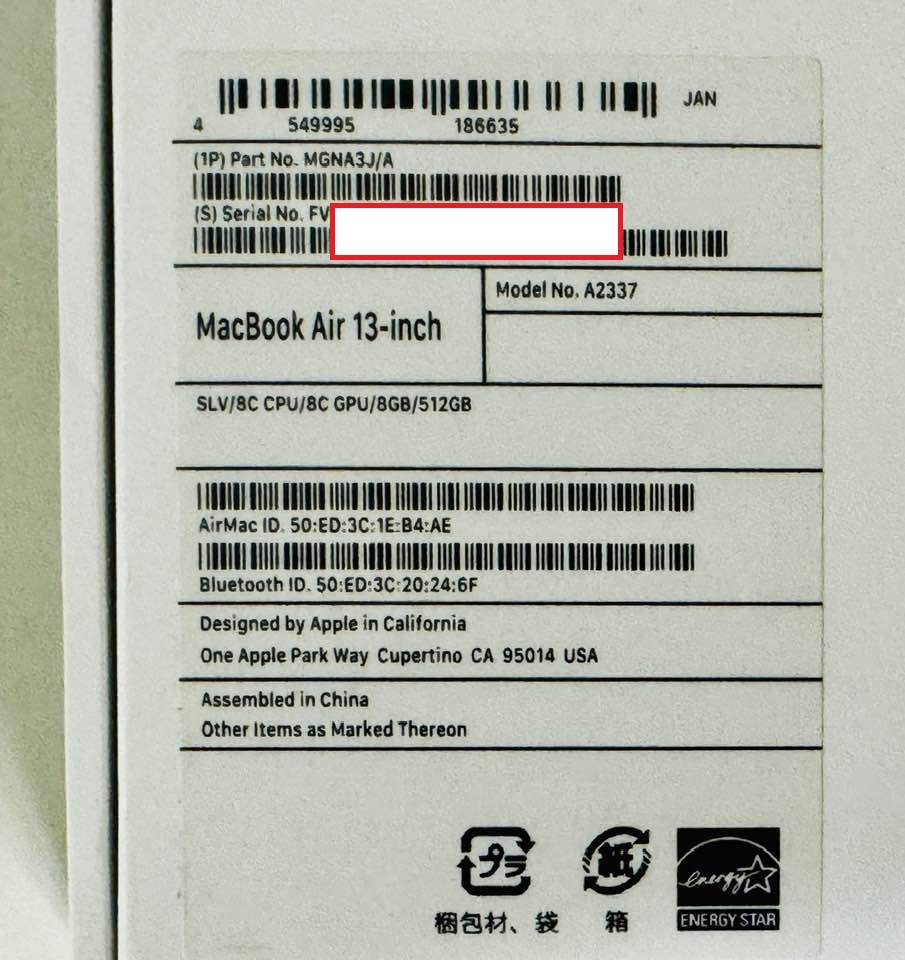 JAN
4 549995 186635
(1P) Part No. MGNA3J/A
(S) Serial No. FV
MacBook Air 13-inch
Model No. A2337
SLV/8C CPU/8C GPU/8GB/512GB
AirMac ID. 50:ED:3C:1E:B4:AE
Bluetooth ID. 50:ED:3C:20:24:6F
Designed by Apple in California
One Apple Park Way Cupertino CA 95014 USA
Assembled in China
Other Items as Marked Thereon
プラ
紙
energy
梱包材、袋
箱
ENERGY STAR